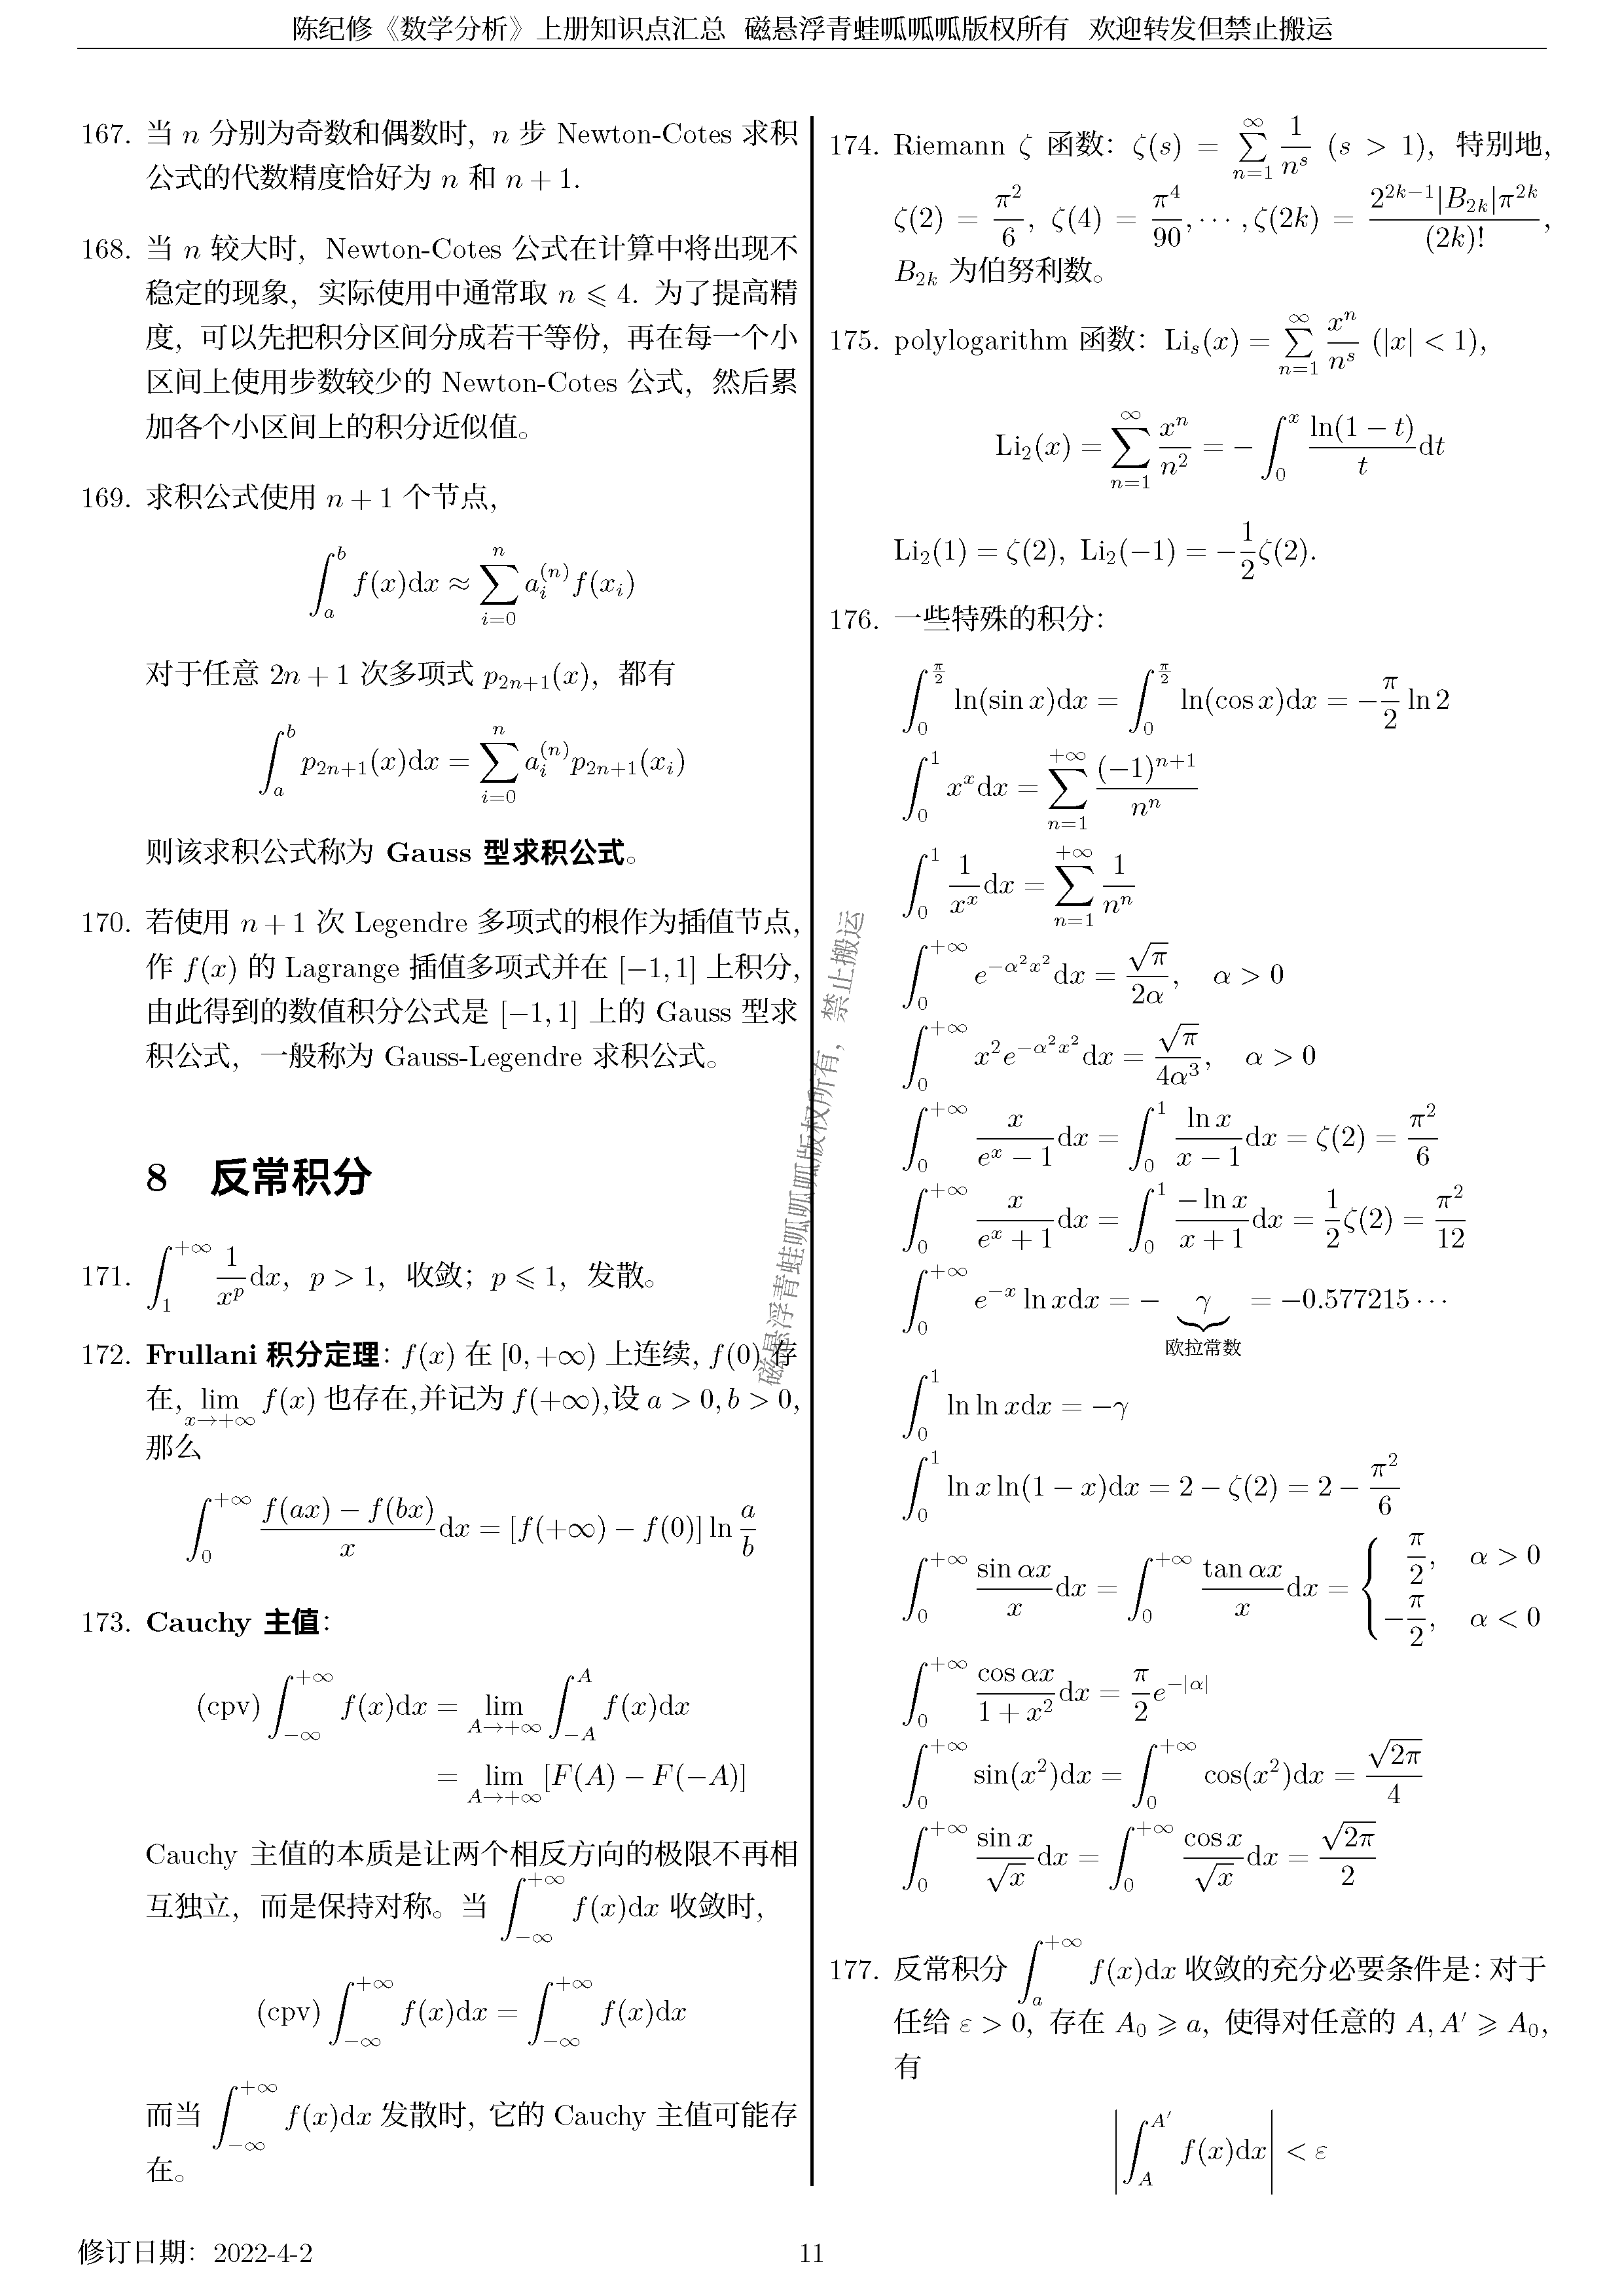 陈纪修《数学分析》上册知识点汇总 磁悬浮青蛙呱呱呱版权所有 欢迎转发但禁止搬运
167. 当 n 分别为奇数和偶数时，n 步 Newton-Cotes 求积
公式的代数精度恰好为 n 和 n + 1.
168. 当 n 较大时，Newton-Cotes 公式在计算中将出现不
稳定的现象，实际使用中通常取 n ⩽ 4. 为了提高精
度，可以先把积分区间分成若干等份，再在每一个小
区间上使用步数较少的 Newton-Cotes 公式，然后累
加各个小区间上的积分近似值。
169. 求积公式使用 n + 1 个节点，
$\int_a^b f(x)\mathrm{d}x \approx \sum_{i=0}^{n} a_i^{(n)} f(x_i)$
对于任意 2n + 1 次多项式 $p_{2n+1}(x)$，都有
$\int_a^b p_{2n+1}(x)\mathrm{d}x = \sum_{i=0}^{n} a_i^{(n)} p_{2n+1}(x_i)$
则该求积公式称为 Gauss 型求积公式。
170. 若使用 n + 1 次 Legendre 多项式的根作为插值节点，
作 f(x) 的 Lagrange 插值多项式并在 [−1, 1] 上积分，
由此得到的数值积分公式是 [−1, 1] 上的 Gauss 型求
积公式，一般称为 Gauss-Legendre 求积公式。
8 反常积分
171. $\int_1^{+\infty} \frac{1}{x^p}\mathrm{d}x$，p > 1，收敛；p ⩽ 1，发散。
172. Frullani 积分定理：f(x) 在 [0, +∞) 上连续, f(0) 存
在, $\lim_{x\to+\infty} f(x)$ 也存在,并记为 f(+∞),设 a > 0, b > 0,
那么
$\int_0^{+\infty} \frac{f(ax) - f(bx)}{x}\mathrm{d}x = [f(+\infty) - f(0)] \ln \frac{a}{b}$
173. Cauchy 主值：
$(\mathrm{cpv}) \int_{-\infty}^{+\infty} f(x)\mathrm{d}x = \lim_{A\to+\infty} \int_{-A}^{A} f(x)\mathrm{d}x$
$= \lim_{A\to+\infty} [F(A) - F(-A)]$
Cauchy 主值的本质是让两个相反方向的极限不再相
互独立，而是保持对称。当 $\int_{-\infty}^{+\infty} f(x)\mathrm{d}x$ 收敛时，
$(\mathrm{cpv}) \int_{-\infty}^{+\infty} f(x)\mathrm{d}x = \int_{-\infty}^{+\infty} f(x)\mathrm{d}x$
而当 $\int_{-\infty}^{+\infty} f(x)\mathrm{d}x$ 发散时, 它的 Cauchy 主值可能存
在。
174. Riemann ζ 函数：$\zeta(s) = \sum_{n=1}^{\infty} \frac{1}{n^s}$ (s > 1)，特别地,
$\zeta(2) = \frac{\pi^2}{6}, \zeta(4) = \frac{\pi^4}{90}, \cdots, \zeta(2k) = \frac{2^{2k-1}|B_{2k}|\pi^{2k}}{(2k)!}$,
$B_{2k}$ 为伯努利数。
175. polylogarithm 函数：$\mathrm{Li}_s(x) = \sum_{n=1}^{\infty} \frac{x^n}{n^s}$ (|x| < 1),
$\mathrm{Li}_2(x) = \sum_{n=1}^{\infty} \frac{x^n}{n^2} = -\int_0^x \frac{\ln(1-t)}{t}\mathrm{d}t$
$\mathrm{Li}_2(1) = \zeta(2), \mathrm{Li}_2(-1) = -\frac{1}{2}\zeta(2).$
176. 一些特殊的积分：
$\int_0^{\frac{\pi}{2}} \ln(\sin x)\mathrm{d}x = \int_0^{\frac{\pi}{2}} \ln(\cos x)\mathrm{d}x = -\frac{\pi}{2}\ln 2$
$\int_0^1 x^x\mathrm{d}x = \sum_{n=1}^{+\infty} \frac{(-1)^{n+1}}{n^n}$
$\int_0^1 \frac{1}{x^x}\mathrm{d}x = \sum_{n=1}^{+\infty} \frac{1}{n^n}$
$\int_0^{+\infty} e^{-\alpha^2x^2}\mathrm{d}x = \frac{\sqrt{\pi}}{2\alpha}, \quad \alpha > 0$
$\int_0^{+\infty} x^2e^{-\alpha^2x^2}\mathrm{d}x = \frac{\sqrt{\pi}}{4\alpha^3}, \quad \alpha > 0$
$\int_0^{+\infty} \frac{x}{e^x - 1}\mathrm{d}x = \int_0^1 \frac{\ln x}{x - 1}\mathrm{d}x = \zeta(2) = \frac{\pi^2}{6}$
$\int_0^{+\infty} \frac{x}{e^x + 1}\mathrm{d}x = \int_0^1 \frac{-\ln x}{x + 1}\mathrm{d}x = \frac{1}{2}\zeta(2) = \frac{\pi^2}{12}$
$\int_0^{+\infty} e^{-x}\ln x\mathrm{d}x = -\underbrace{\gamma}_{欧拉常数} = -0.577215\cdots$
$\int_0^1 \ln\ln x\mathrm{d}x = -\gamma$
$\int_0^1 \ln x\ln(1 - x)\mathrm{d}x = 2 - \zeta(2) = 2 - \frac{\pi^2}{6}$
$\int_0^{+\infty} \frac{\sin\alpha x}{x}\mathrm{d}x = \int_0^{+\infty} \frac{\tan\alpha x}{x}\mathrm{d}x = \begin{cases} \frac{\pi}{2}, & \alpha > 0 \\ -\frac{\pi}{2}, & \alpha < 0 \end{cases}$
$\int_0^{+\infty} \frac{\cos\alpha x}{1 + x^2}\mathrm{d}x = \frac{\pi}{2}e^{-|\alpha|}$
$\int_0^{+\infty} \sin(x^2)\mathrm{d}x = \int_0^{+\infty} \cos(x^2)\mathrm{d}x = \frac{\sqrt{2\pi}}{4}$
$\int_0^{+\infty} \frac{\sin x}{\sqrt{x}}\mathrm{d}x = \int_0^{+\infty} \frac{\cos x}{\sqrt{x}}\mathrm{d}x = \frac{\sqrt{2\pi}}{2}$
177. 反常积分 $\int_a^{+\infty} f(x)\mathrm{d}x$ 收敛的充分必要条件是：对于
任给 ε > 0，存在 $A_0$ ⩾ a，使得对任意的 A, A′ ⩾ $A_0$,
有
$\left|\int_A^{A'} f(x)\mathrm{d}x\right| < \varepsilon$
磁悬浮青蛙呱呱呱版权所有，禁止搬运
修订日期：2022-4-2
11